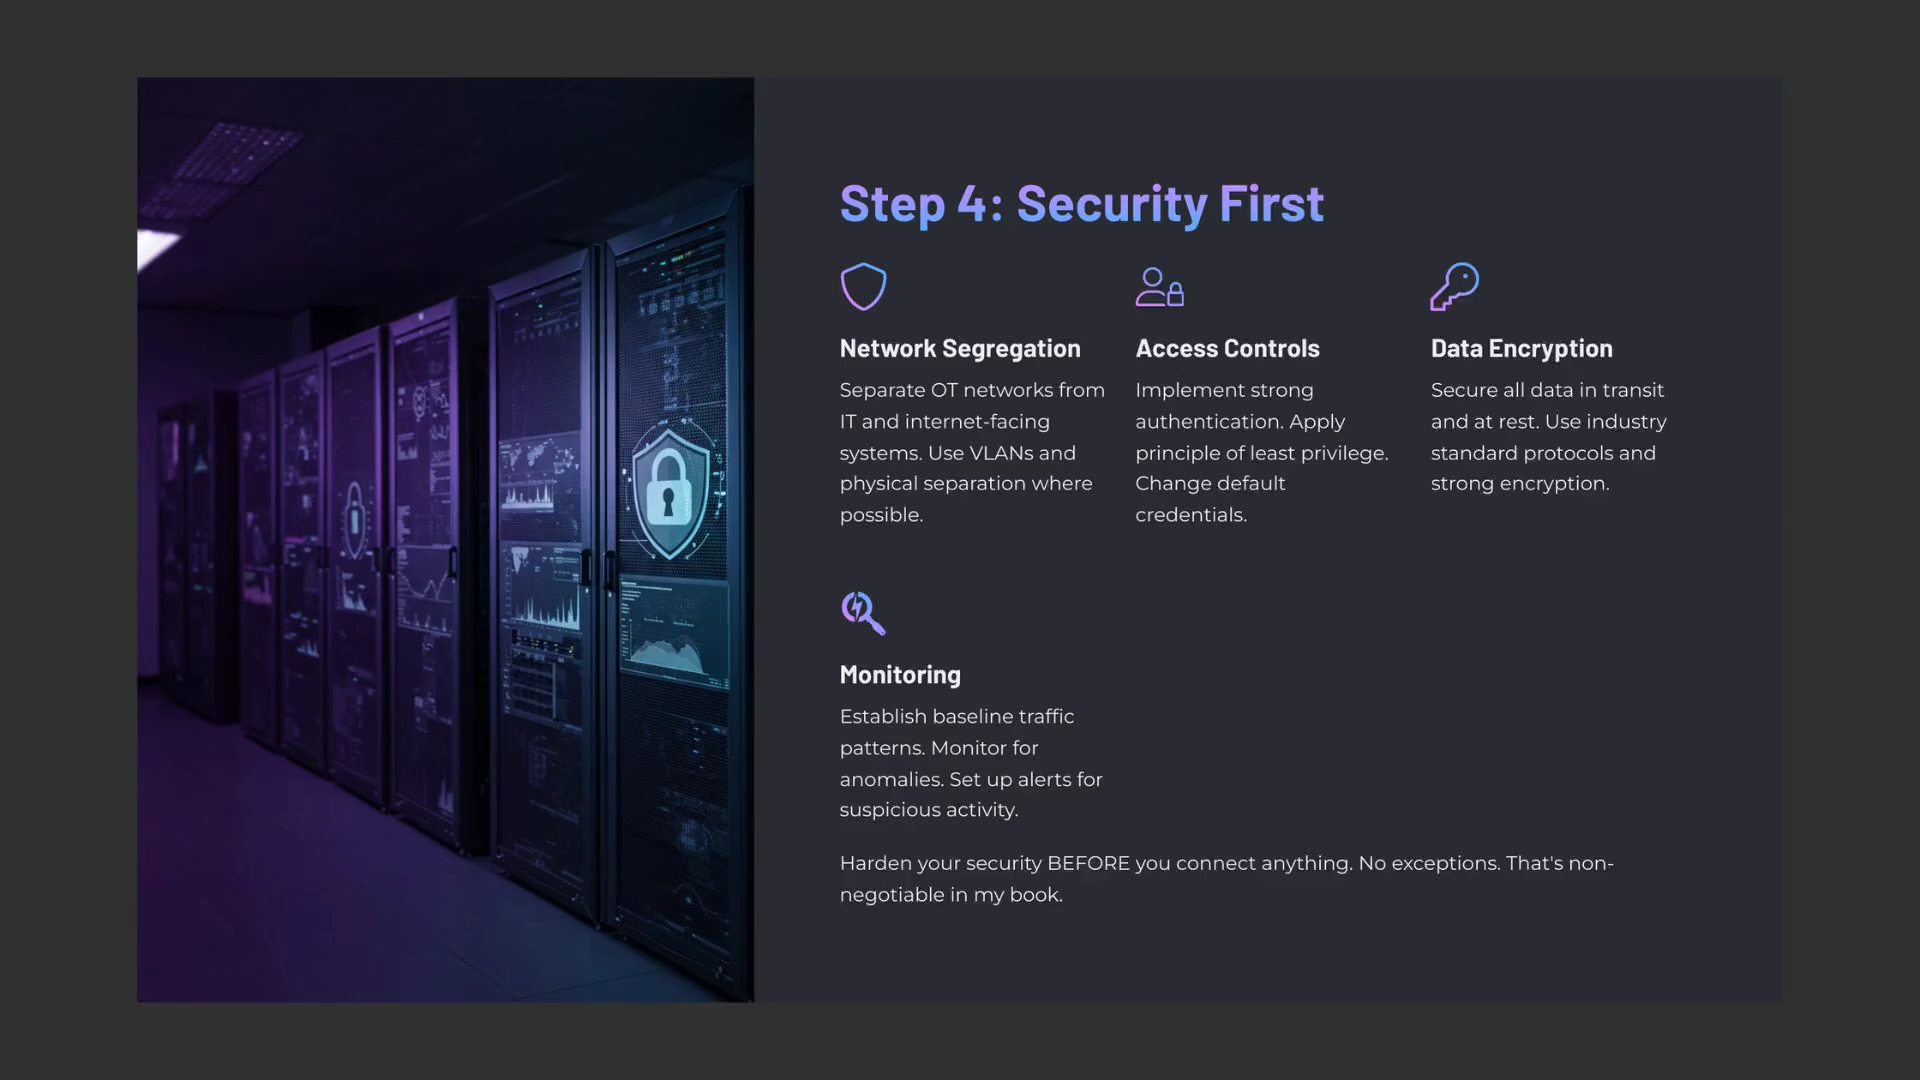 Step 4: Security First
Network Segregation
Separate OT networks from
IT and internet-facing
systems. Use VLANs and
physical separation where
possible.
Access Controls
Implement strong
authentication. Apply
principle of least privilege.
Change default
credentials.
Data Encryption
Secure all data in transit
and at rest. Use industry
standard protocols and
strong encryption.
Monitoring
Establish baseline traffic
patterns. Monitor for
anomalies. Set up alerts for
suspicious activity.
Harden your security BEFORE you connect anything. No exceptions. That's non-
negotiable in my book.